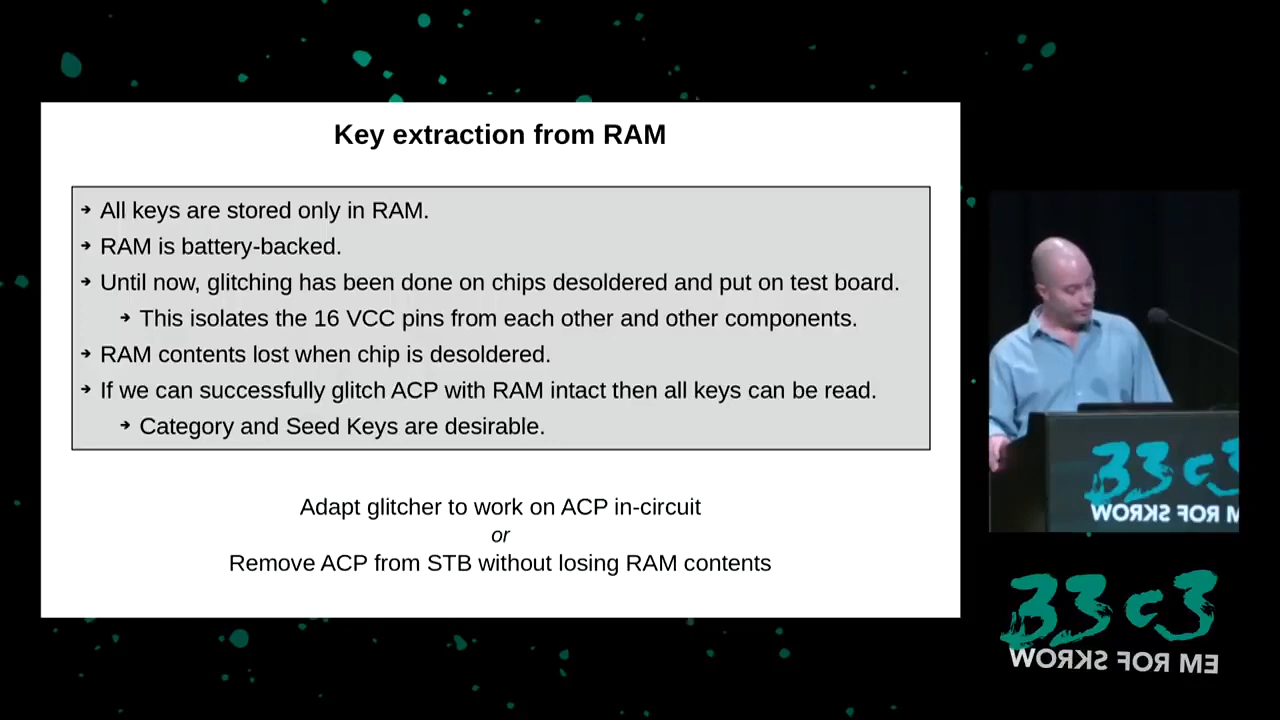 Key extraction from RAM
All keys are stored only in RAM.
RAM is battery-backed.
Until now, glitching has been done on chips desoldered and put on test board.
This isolates the 16 VCC pins from each other and other components.
RAM contents lost when chip is desoldered.
If we can successfully glitch ACP with RAM intact then all keys can be read.
Category and Seed Keys are desirable.
Adapt glitcher to work on ACP in-circuit
or
Remove ACP from STB without losing RAM contents
33c3
WORKS FOR M
33c3
WORKS FOR ME